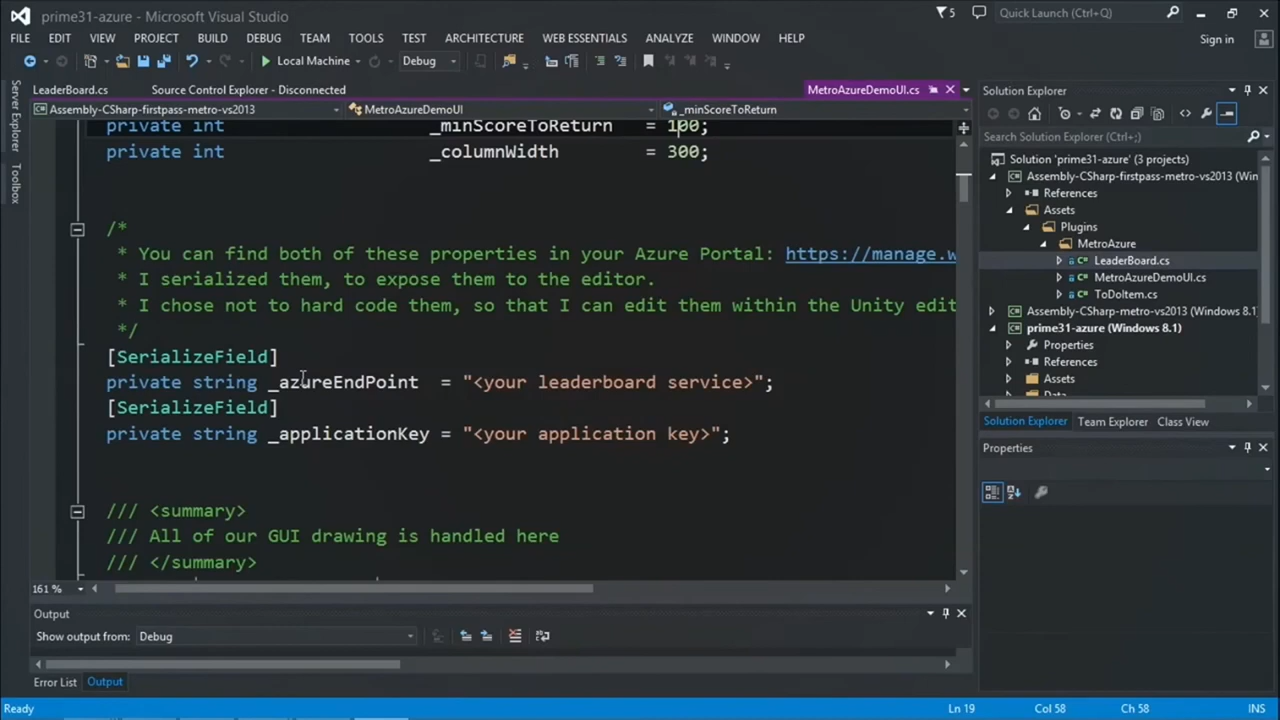 prime31-azure - Microsoft Visual Studio
5
Quick Launch (Ctrl+Q)
FILE EDIT VIEW PROJECT BUILD DEBUG TEAM TOOLS TEST ARCHITECTURE WEB ESSENTIALS ANALYZE WINDOW HELP
Sign in
Local Machine
Debug
Server Explorer
Toolbox
LeaderBoard.cs
Source Control Explorer - Disconnected
MetroAzureDemoUI.cs
Assembly-CSharp-firstpass-metro-vs2013
MetroAzureDemoUI
_minScoreToReturn
private int _minScoreToReturn = 100;
private int _columnWidth = 300;
/*
* You can find both of these properties in your Azure Portal: https://manage.w
* I serialized them, to expose them to the editor.
* I chose not to hard code them, so that I can edit them within the Unity edit
*/
[SerializeField]
private string _azureEndPoint = "<your leaderboard service>";
[SerializeField]
private string _applicationKey = "<your application key>";
/// <summary>
/// All of our GUI drawing is handled here
/// </summary>
161 %
Output
Show output from: Debug
Error List
Output
Solution Explorer
Search Solution Explorer (Ctrl+;)
Solution 'prime31-azure' (3 projects)
Assembly-CSharp-firstpass-metro-vs2013 (Win
References
Assets
Plugins
MetroAzure
LeaderBoard.cs
MetroAzureDemoUI.cs
ToDoItem.cs
Assembly-CSharp-metro-vs2013 (Windows 8.1)
prime31-azure (Windows 8.1)
Properties
References
Assets
Data
Solution Explorer
Team Explorer
Class View
Properties
Ready
Ln 19
Col 58
Ch 58
INS